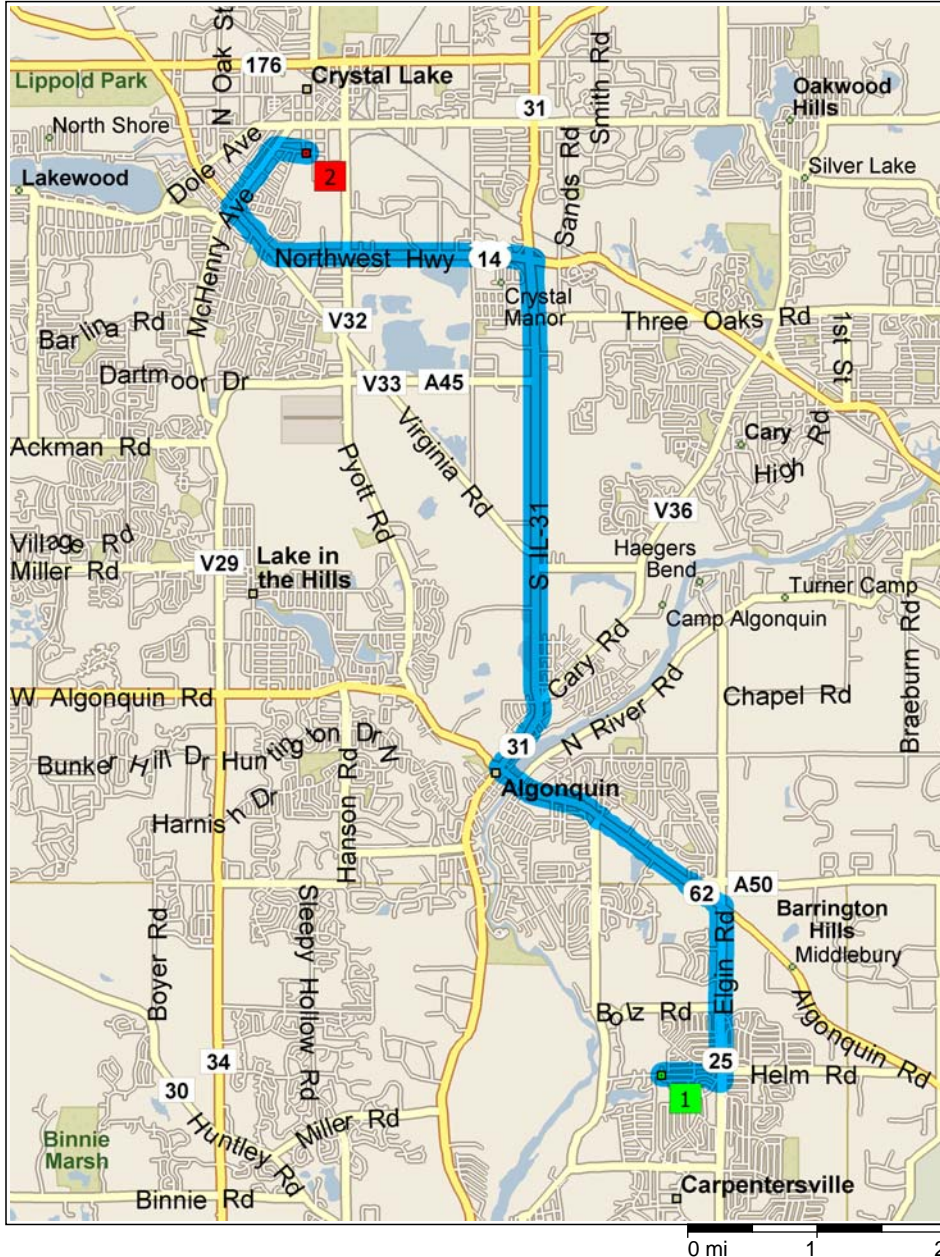 N Oak St
176
Crystal Lake
Lippold Park
31
Smith Rd
Oakwood
Hills
North Shore
Dole Ave
Sands Rd
Silver Lake
Lakewood
2
McHenry Ave
Northwest Hwy
14
Crystal
Manor
Three Oaks Rd
1st St
Barlina Rd
V32
Dartmoor Dr
V33
A45
Virginia Rd
Ackman Rd
Pyott Rd
Cary
High Rd
V36
S IL-31
Village Rd
Miller Rd
V29
Lake in
the Hills
Haegers
Bend
Turner Camp
Camp Algonquin
Braeburn Rd
Cary Rd
N River Rd
W Algonquin Rd
Chapel Rd
31
Bunker Hill Dr
Huntington Dr N
Algonquin
Harnish Dr
Hanson Rd
62
A50
Sleepy Hollow Rd
Boyer Rd
Elgin Rd
Barrington
Hills
Middlebury
Bolz Rd
Algonquin Rd
34
25
Helm Rd
30
1
Miller Rd
Huntley Rd
Binnie
Marsh
Binnie Rd
Carpentersville
0 mi
1
2